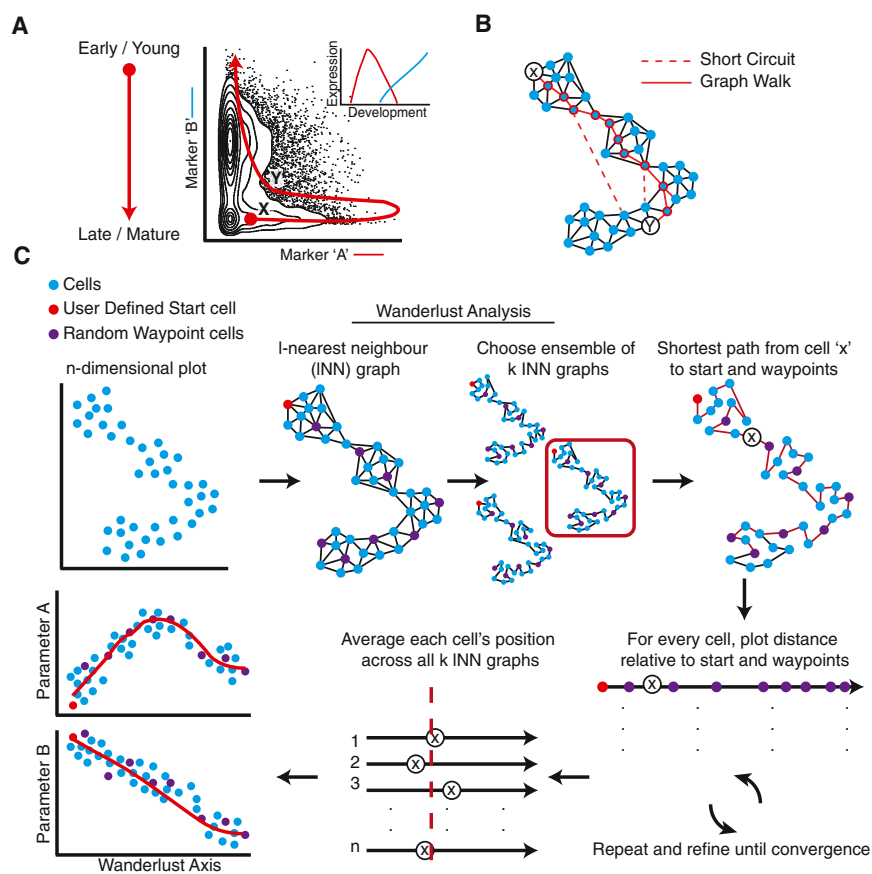 A
Early / Young
Late / Mature
Marker 'B'
Y
X
Marker 'A'
Expression
Development
B
Short Circuit
Graph Walk
X
Y
C
Cells
User Defined Start cell
Random Waypoint cells
Wanderlust Analysis
n-dimensional plot
l-nearest neighbour
(lNN) graph
Choose ensemble of
k lNN graphs
Shortest path from cell 'x'
to start and waypoints
X
For every cell, plot distance
relative to start and waypoints
X
Repeat and refine until convergence
Average each cell's position
across all k lNN graphs
1
X
2
X
3
X
n
X
Parameter A
Parameter B
Wanderlust Axis